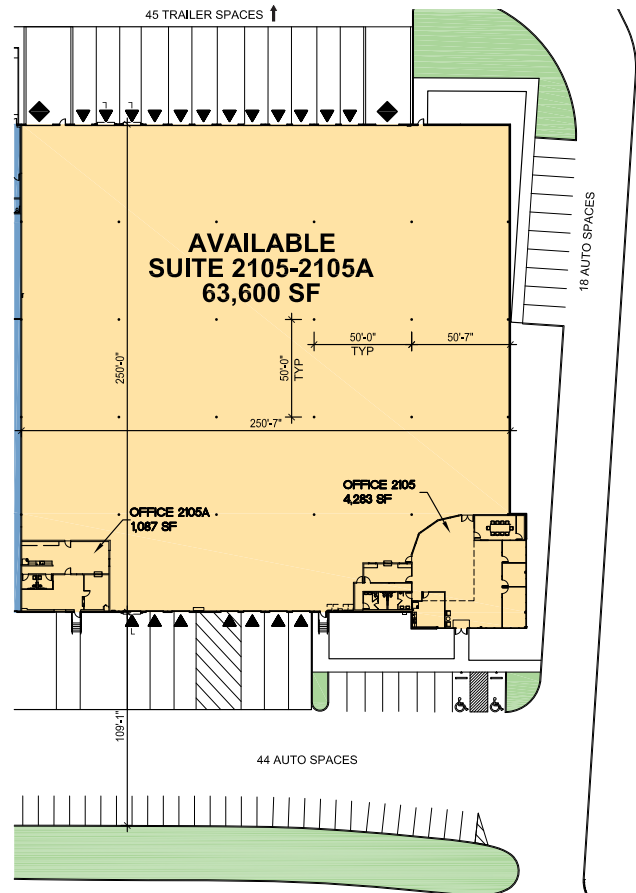 45 TRAILER SPACES
18 AUTO SPACES
AVAILABLE
SUITE 2105-2105A
63,600 SF
50'-0"
TYP
50'-7"
50'-0"
TYP
250'-0"
250'-7"
OFFICE 2105
4,283 SF
OFFICE 2105A
1,087 SF
109'-1"
44 AUTO SPACES